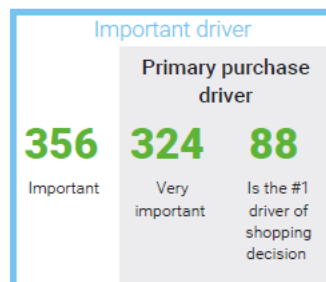 Important driver
Primary purchase
driver
356 324 88
Important Very Is the #1
important driver of
shopping
decision